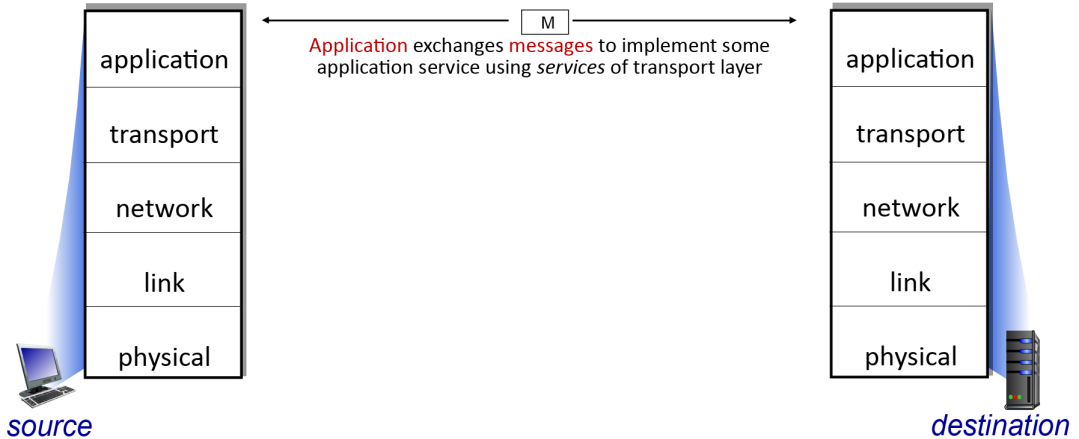 M
Application exchanges messages to implement some
application service using services of transport layer
application
transport
network
link
physical
source
application
transport
network
link
physical
destination